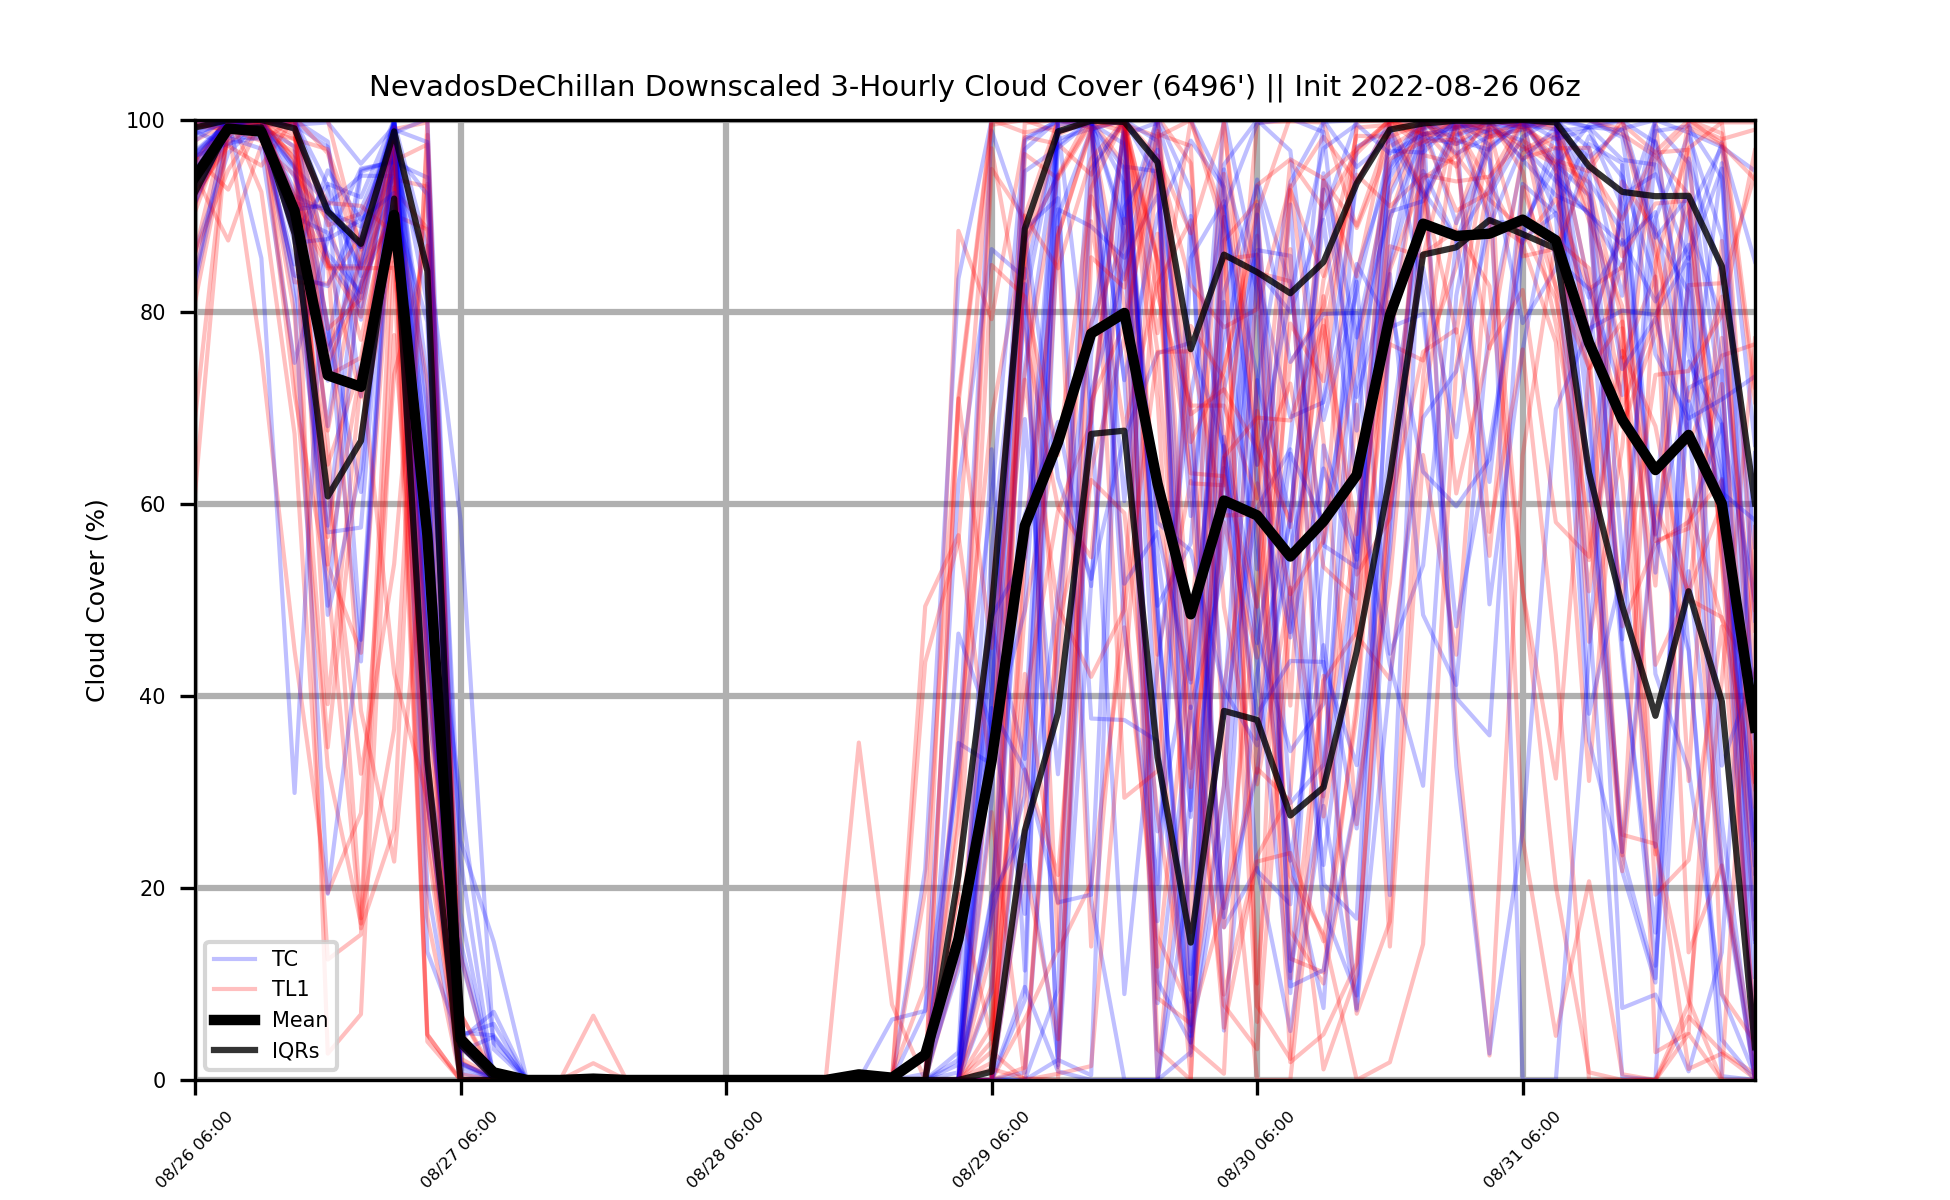 NevadosDeChillan Downscaled 3-Hourly Cloud Cover (6496') || Init 2022-08-26 06z
Cloud Cover (%)
100
80
60
40
20
0
TC
TL1
Mean
IQRs
08/26 06:00
08/27 06:00
08/28 06:00
08/29 06:00
08/30 06:00
08/31 06:00